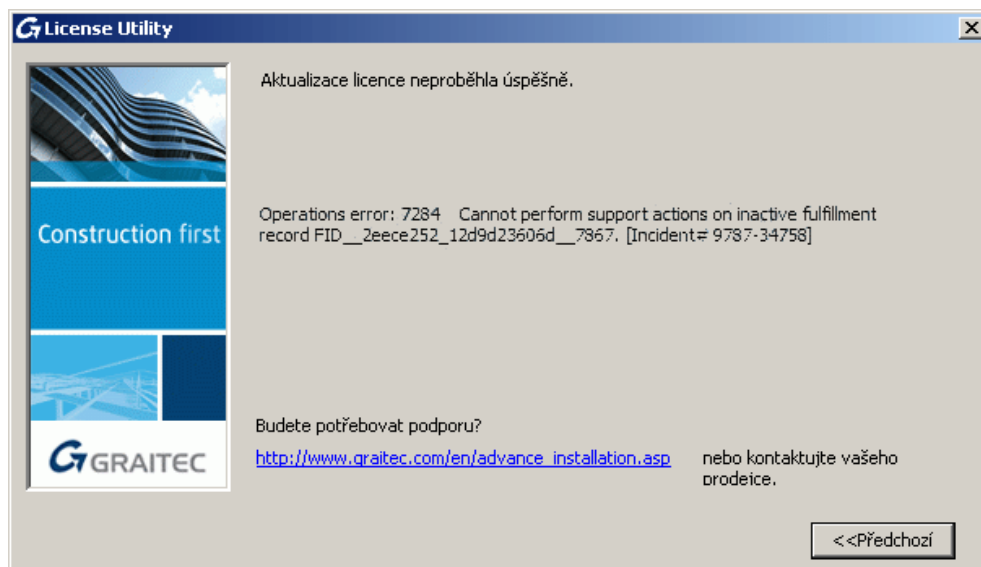 License Utility
Aktualizace licence neproběhla úspěšně.
Operations error: 7284 Cannot perform support actions on inactive fulfillment
record FID__2eece252_12d9d23606d__7367. [Incident# 9787-34758]
Construction first
Budete potřebovat podporu?
http://www.graitec.com/en/advance_installation.asp nebo kontaktujte vašeho
prodejce.
GRAITEC
<<Předchozí